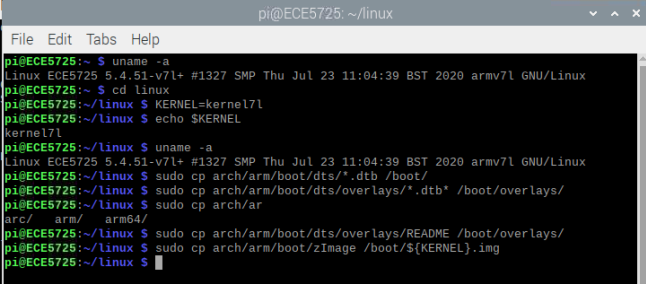 pi@ECE5725: ~/linux
File Edit Tabs Help
pi@ECE5725:~ $ uname -a
Linux ECE5725 5.4.51-v7l+ #1327 SMP Thu Jul 23 11:04:39 BST 2020 armv7l GNU/Linux
pi@ECE5725:~ $ cd linux
pi@ECE5725:~/linux $ KERNEL=kernel7l
pi@ECE5725:~/linux $ echo $KERNEL
kernel7l
pi@ECE5725:~/linux $ uname -a
Linux ECE5725 5.4.51-v7l+ #1327 SMP Thu Jul 23 11:04:39 BST 2020 armv7l GNU/Linux
pi@ECE5725:~/linux $ sudo cp arch/arm/boot/dts/*.dtb /boot/
pi@ECE5725:~/linux $ sudo cp arch/arm/boot/dts/overlays/*.dtb* /boot/overlays/
pi@ECE5725:~/linux $ sudo cp arch/ar
arc/ arm/ arm64/
pi@ECE5725:~/linux $ sudo cp arch/arm/boot/dts/overlays/README /boot/overlays/
pi@ECE5725:~/linux $ sudo cp arch/arm/boot/zImage /boot/${KERNEL}.img
pi@ECE5725:~/linux $